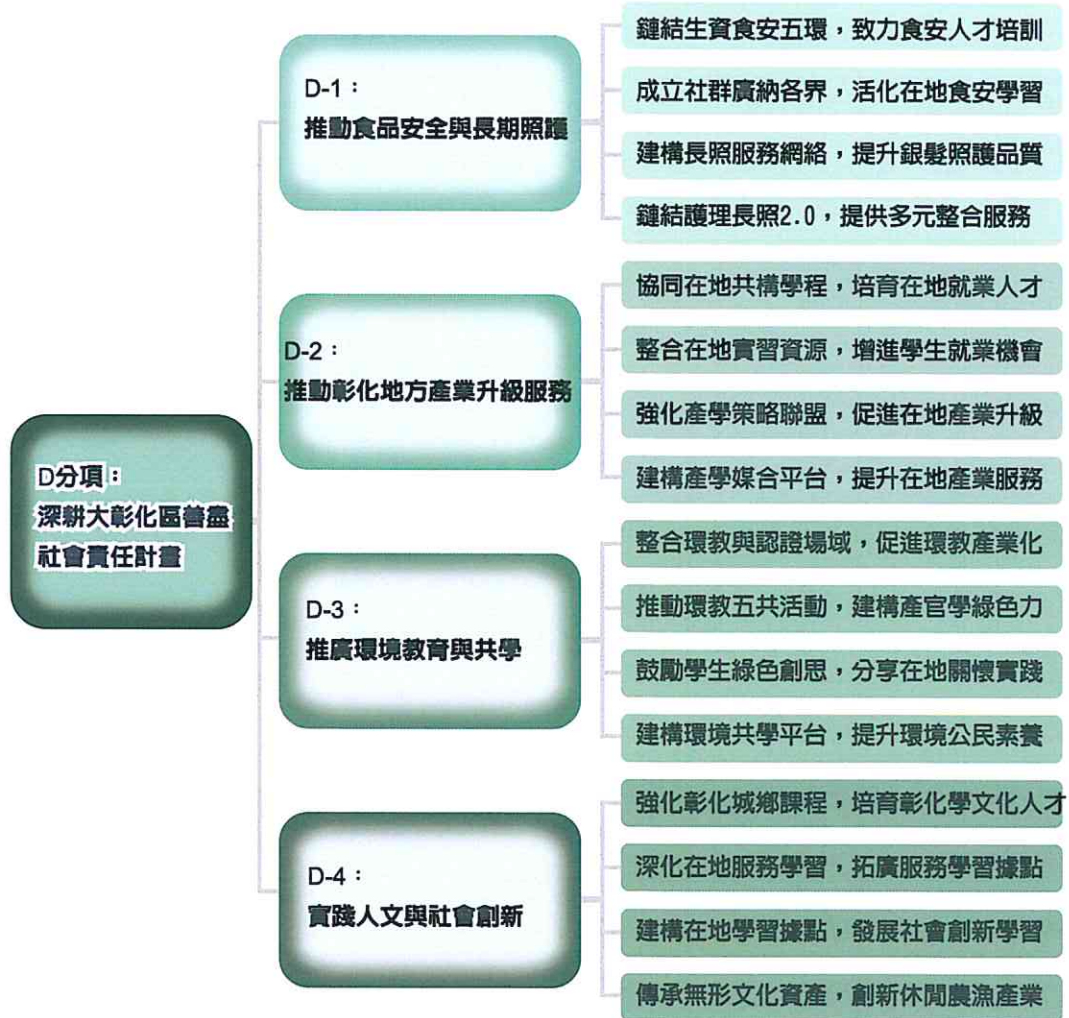 D分項：
深耕大彰化區善盡
社會責任計畫
D-1：
推動食品安全與長期照護
鏈結生資食安五環，致力食安人才培訓
成立社群廣納各界，活化在地食安學習
建構長照服務網絡，提升銀髮照護品質
鏈結護理長照2.0，提供多元整合服務
D-2：
推動彰化地方產業升級服務
協同在地共構學程，培育在地就業人才
整合在地實習資源，增進學生就業機會
強化產學策略聯盟，促進在地產業升級
建構產學媒合平台，提升在地產業服務
D-3：
推廣環境教育與共學
整合環教與認證場域，促進環教產業化
推動環教五共活動，建構產官學綠色力
鼓勵學生綠色創思，分享在地關懷實踐
建構環境共學平台，提升環境公民素養
D-4：
實踐人文與社會創新
強化彰化城鄉課程，培育彰化學文化人才
深化在地服務學習，拓廣服務學習據點
建構在地學習據點，發展社會創新學習
傳承無形文化資產，創新休閒農漁產業